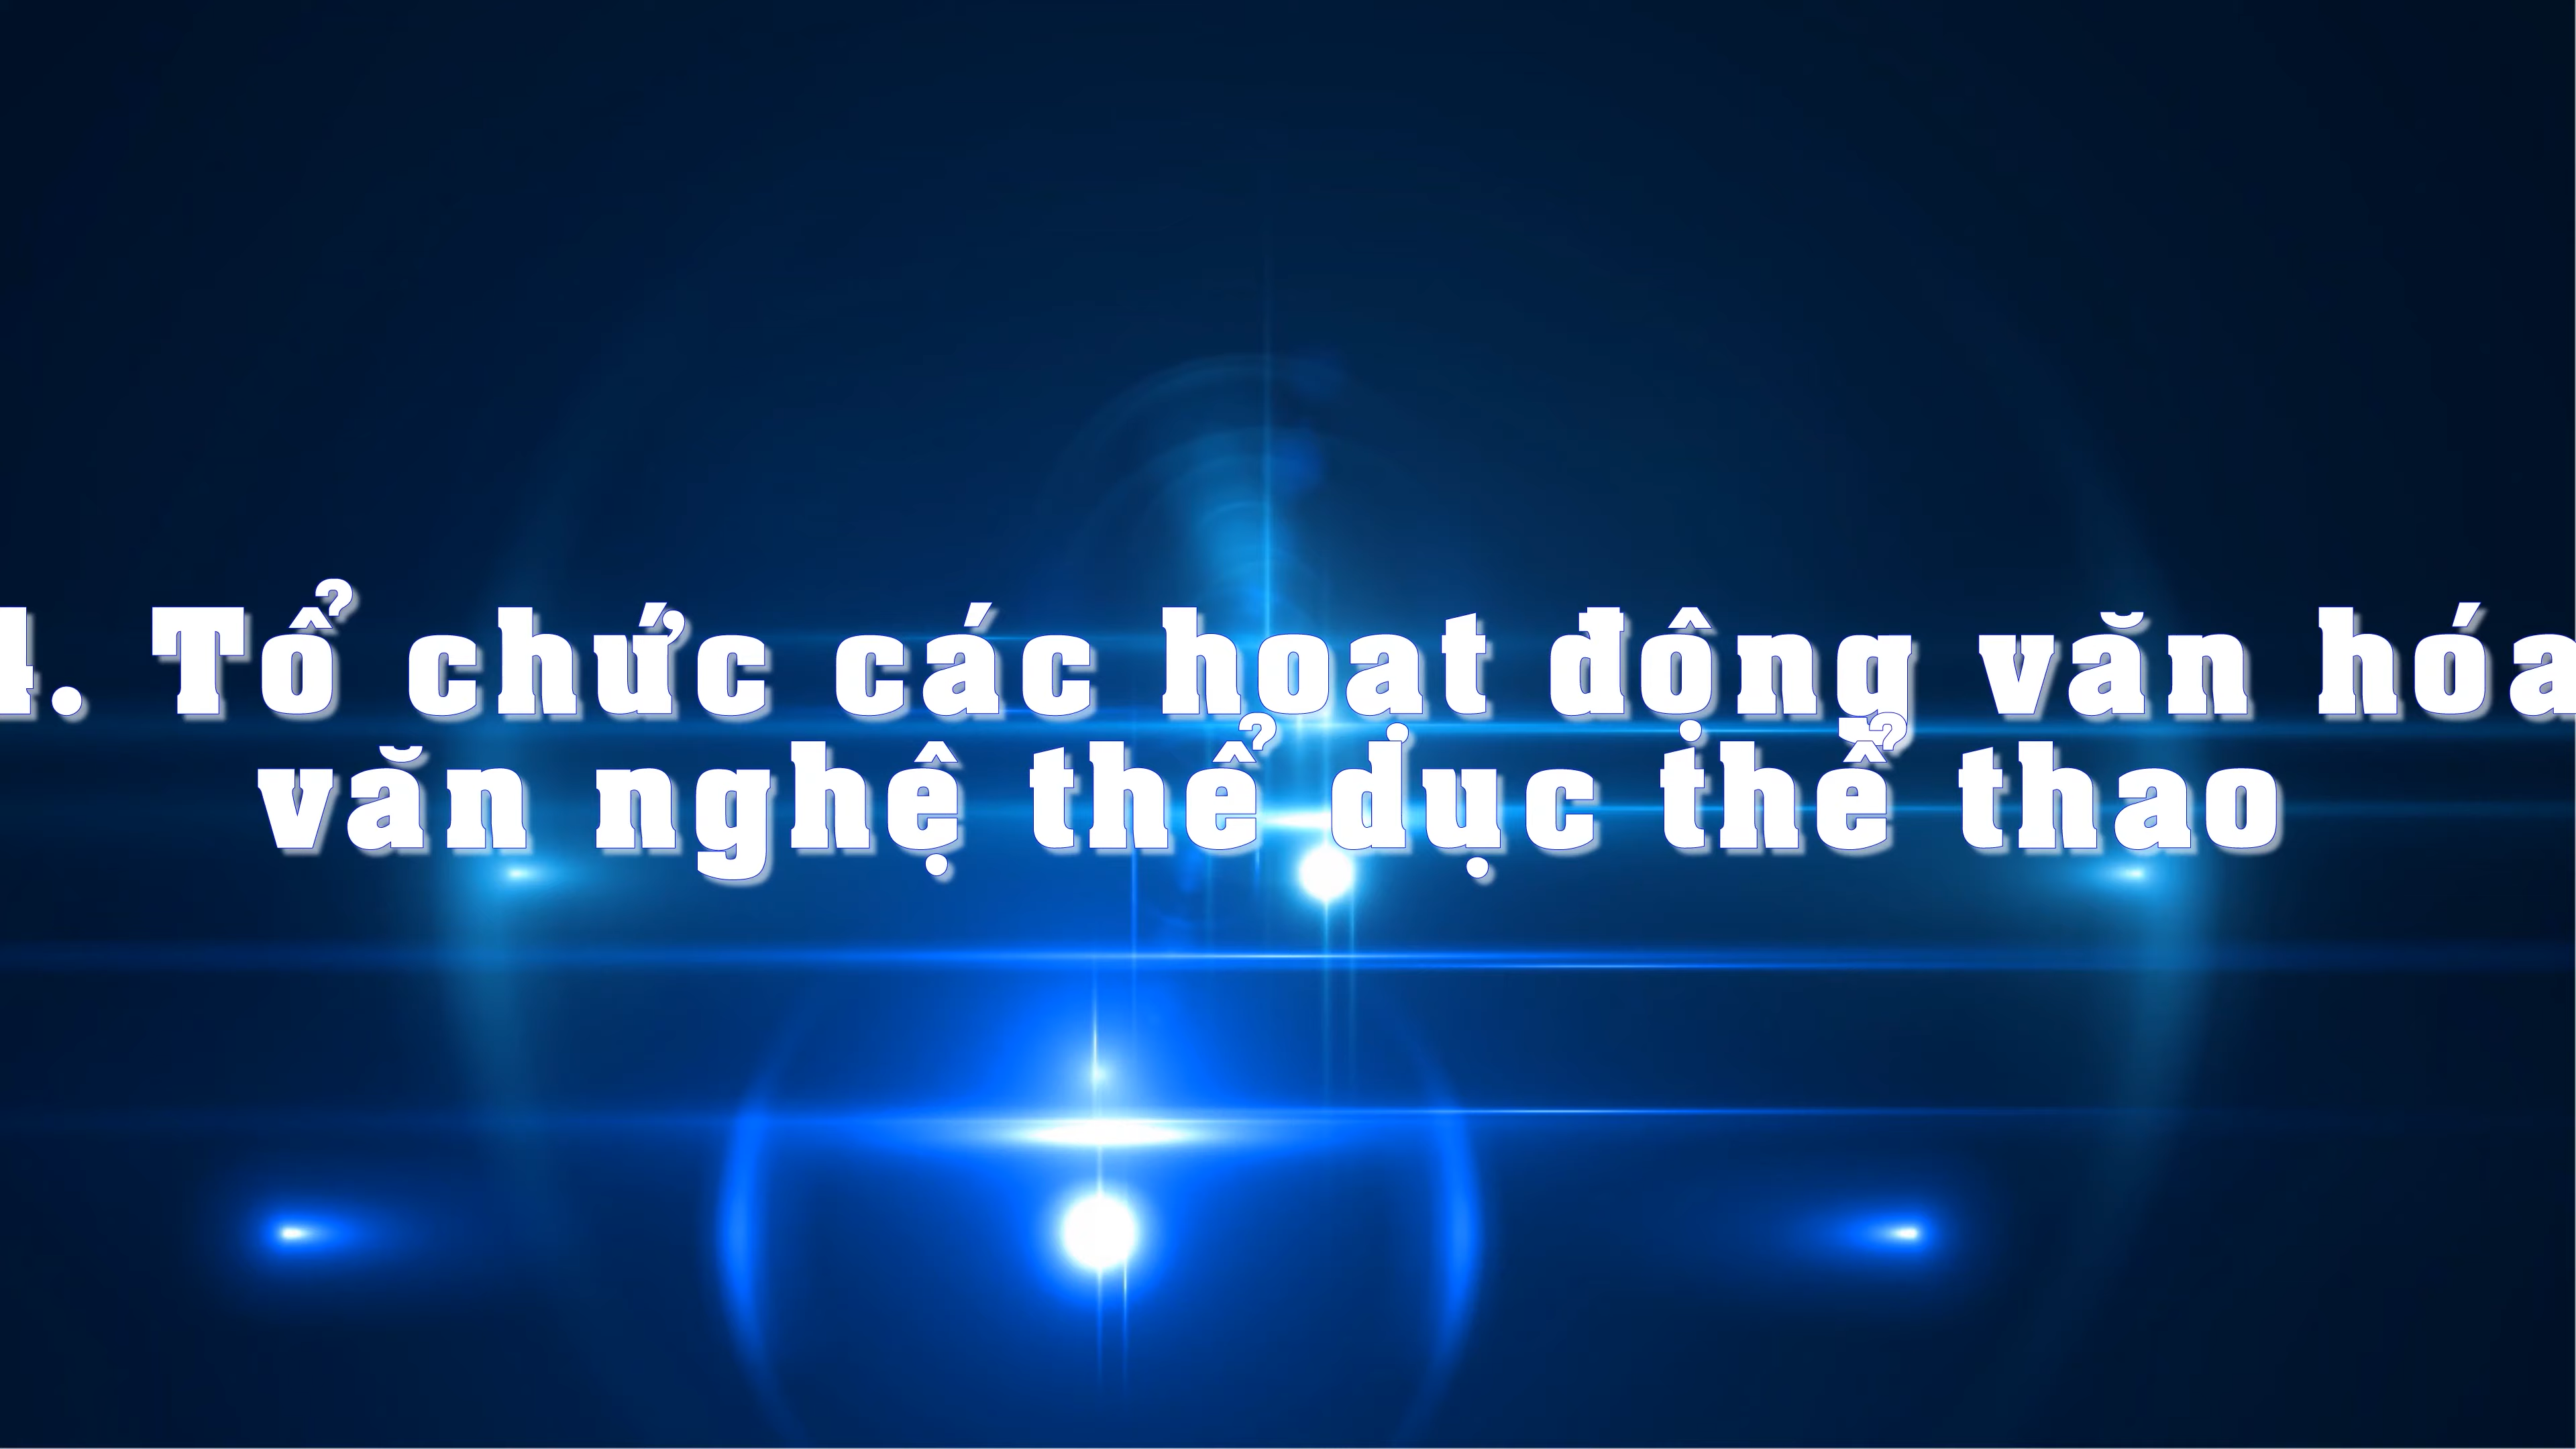 4. Tổ chức các hoạt động văn hóa
văn nghệ thể dục thể thao